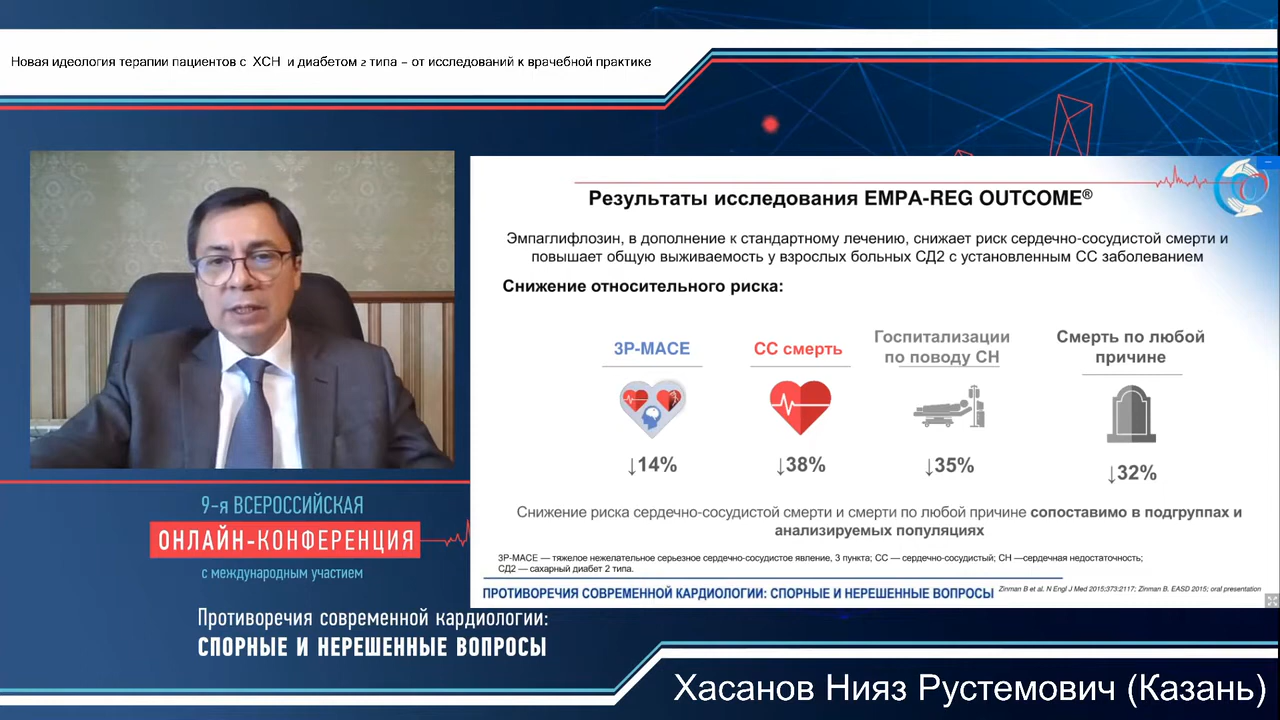 Новая идеология терапии пациентов с ХСН и диабетом 2 типа – от исследований к врачебной практике
Результаты исследования EMPA-REG OUTCOME®
Эмпаглифлозин, в дополнение к стандартному лечению, снижает риск сердечно-сосудистой смерти и
повышает общую выживаемость у взрослых больных СД2 с установленным СС заболеванием
Снижение относительного риска:
3P-MACE
СС смерть
Госпитализации
по поводу СН
Смерть по любой
причине
↓14%
↓38%
↓35%
↓32%
Снижение риска сердечно-сосудистой смерти и смерти по любой причине сопоставимо в подгруппах и
анализируемых популяциях
3P-MACE — тяжелое нежелательное серьезное сердечно-сосудистое явление, 3 пункта; СС — сердечно-сосудистый; СН —сердечная недостаточность;
СД2 — сахарный диабет 2 типа.
ПРОТИВОРЕЧИЯ СОВРЕМЕННОЙ КАРДИОЛОГИИ: СПОРНЫЕ И НЕРЕШЕННЫЕ ВОПРОСЫ
Zinman B et al. N Engl J Med 2015;373:2117; Zinman B. EASD 2015; oral presentation
9-я ВСЕРОССИЙСКАЯ
ОНЛАЙН-КОНФЕРЕНЦИЯ
с международным участием
Противоречия современной кардиологии:
СПОРНЫЕ И НЕРЕШЕННЫЕ ВОПРОСЫ
Хасанов Нияз Рустемович (Казань)